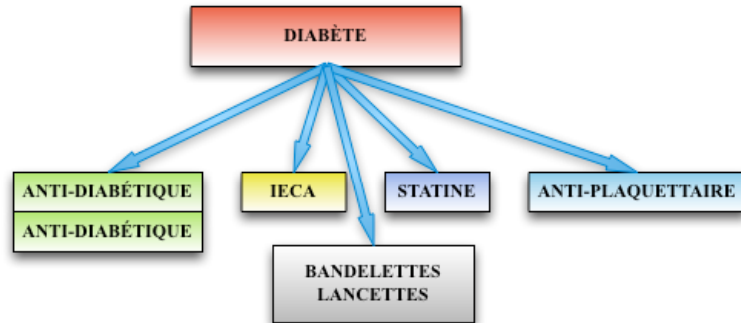 DIABÈTE
ANTI-DIABÉTIQUE
IECA
STATINE
ANTI-PLAQUETTAIRE
ANTI-DIABÉTIQUE
BANDELETTES
LANCETTES